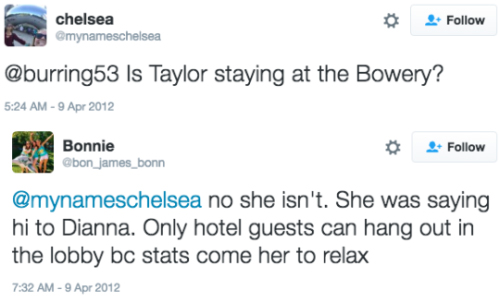 chelsea
Follow
@mynameschelsea
@burring53 Is Taylor staying at the Bowery?
5:24 AM - 9 Apr 2012
Bonnie
Follow
@bon_james_bonn
@mynameschelsea no she isn't. She was saying
hi to Dianna. Only hotel guests can hang out in
the lobby bc stats come her to relax
7:32 AM - 9 Apr 2012